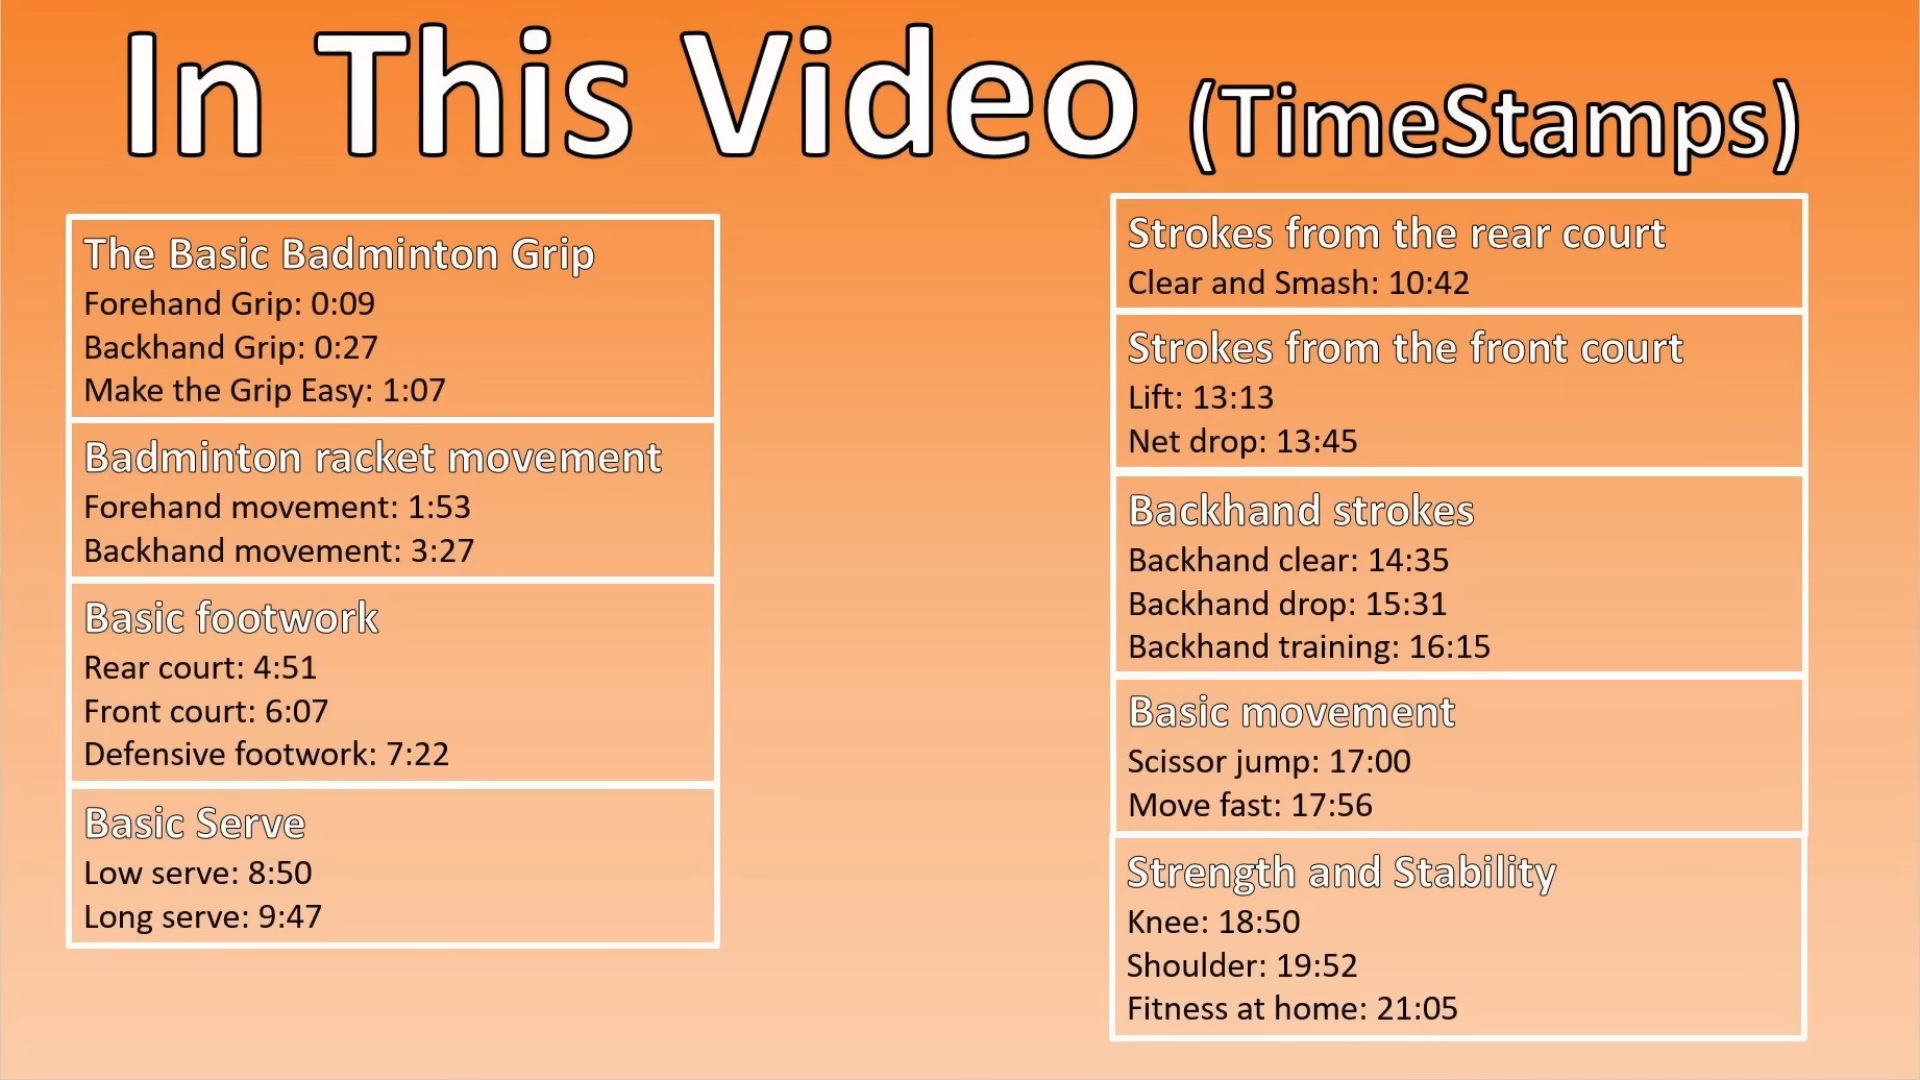 In This Video (TimeStamps)
The Basic Badminton Grip
Forehand Grip: 0:09
Backhand Grip: 0:27
Make the Grip Easy: 1:07
Badminton racket movement
Forehand movement: 1:53
Backhand movement: 3:27
Basic footwork
Rear court: 4:51
Front court: 6:07
Defensive footwork: 7:22
Basic Serve
Low serve: 8:50
Long serve: 9:47
Strokes from the rear court
Clear and Smash: 10:42
Strokes from the front court
Lift: 13:13
Net drop: 13:45
Backhand strokes
Backhand clear: 14:35
Backhand drop: 15:31
Backhand training: 16:15
Basic movement
Scissor jump: 17:00
Move fast: 17:56
Strength and Stability
Knee: 18:50
Shoulder: 19:52
Fitness at home: 21:05